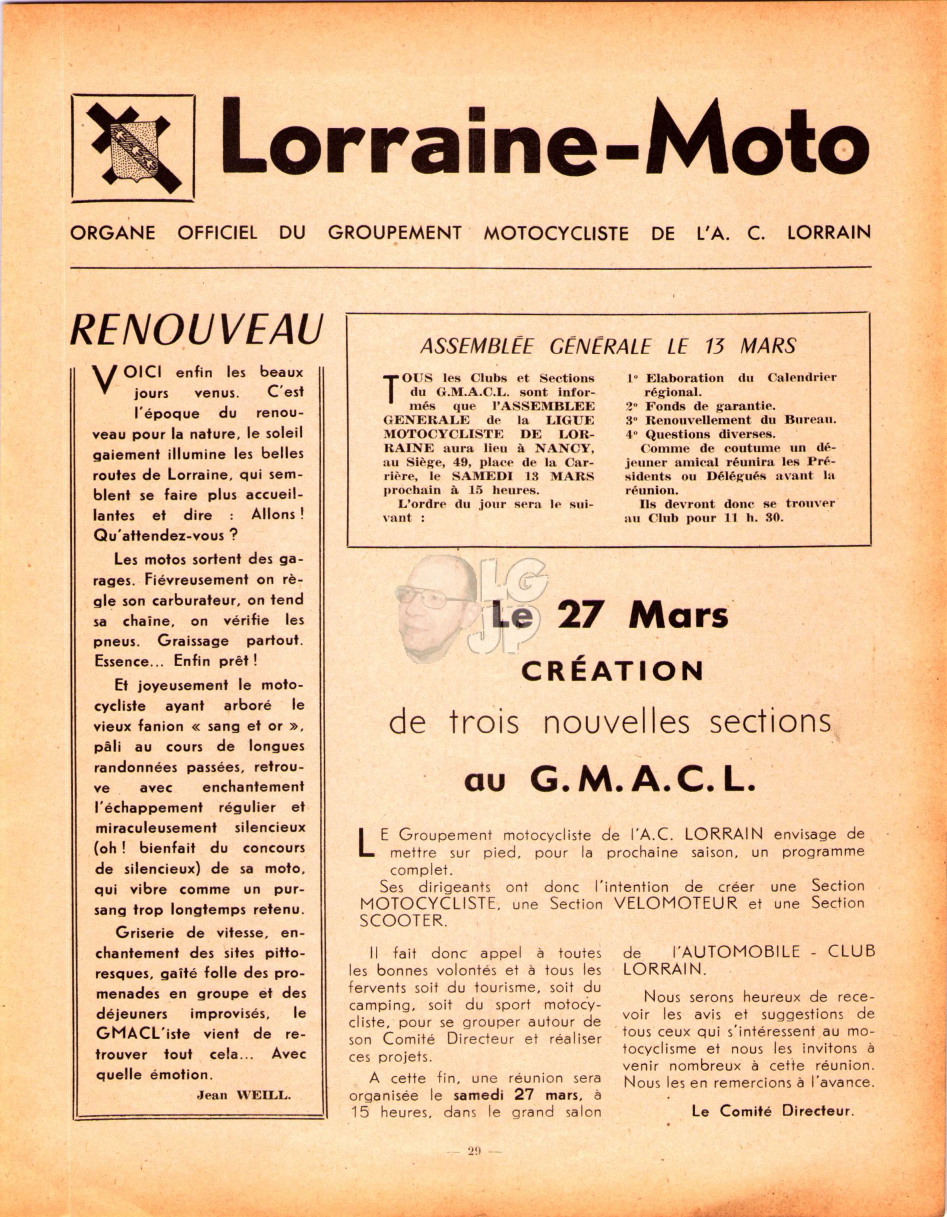 Lorraine-Moto
ORGANE OFFICIEL DU GROUPEMENT MOTOCYCLISTE DE L'A. C. LORRAIN
RENOUVEAU
VOICI enfin les beaux
jours venus. C'est
l'époque du renou-
veau pour la nature, le soleil
gaiement illumine les belles
routes de Lorraine, qui sem-
blent se faire plus accueil-
lantes et dire : Allons !
Qu'attendez-vous ?
Les motos sortent des ga-
rages. Fiévreusement on rè-
gle son carburateur, on tend
sa chaîne, on vérifie les
pneus. Graissage partout.
Essence... Enfin prêt !
Et joyeusement le moto-
cycliste ayant arboré le
vieux fanion « sang et or »,
pâli au cours de longues
randonnées passées, retrou-
ve avec enchantement
l'échappement régulier et
miraculeusement silencieux
(oh ! bienfait du concours
de silencieux) de sa moto,
qui vibre comme un pur-
sang trop longtemps retenu.
Griserie de vitesse, en-
chantement des sites pitto-
resques, gaîté folle des pro-
menades en groupe et des
déjeuners improvisés, le
GMACL'iste vient de re-
trouver tout cela... Avec
quelle émotion.
Jean WEILL.
ASSEMBLÉE GÉNÉRALE LE 13 MARS
TOUS les Clubs et Sections
du G.M.A.C.L. sont infor-
més que l'ASSEMBLEE
GENERALE de la LIGUE
MOTOCYCLISTE DE LOR-
RAINE aura lieu à NANCY,
au Siège, 49, place de la Car-
rière, le SAMEDI 13 MARS
prochain à 15 heures.
L'ordre du jour sera le sui-
vant :
1° Elaboration du Calendrier
régional.
2° Fonds de garantie.
3° Renouvellement du Bureau.
4° Questions diverses.
Comme de coutume un dé-
jeuner amical réunira les Pré-
sidents ou Délégués avant la
réunion.
Ils devront donc se trouver
au Club pour 11 h. 30.
LG
JP
Le 27 Mars
CRÉATION
de trois nouvelles sections
au G.M.A.C.L.
LE Groupement motocycliste de l'A.C. LORRAIN envisage de
mettre sur pied, pour la prochaine saison, un programme
complet.
Ses dirigeants ont donc l'intention de créer une Section
MOTOCYCLISTE, une Section VELOMOTEUR et une Section
SCOOTER.
Il fait donc appel à toutes
les bonnes volontés et à tous les
fervents soit du tourisme, soit du
camping, soit du sport motocy-
cliste, pour se grouper autour de
son Comité Directeur et réaliser
ces projets.
A cette fin, une réunion sera
organisée le samedi 27 mars, à
15 heures, dans le grand salon
de l'AUTOMOBILE - CLUB
LORRAIN.
Nous serons heureux de rece-
voir les avis et suggestions de
tous ceux qui s'intéressent au mo-
tocyclisme et nous les invitons à
venir nombreux à cette réunion.
Nous les en remercions à l'avance.
Le Comité Directeur.
— 29 —